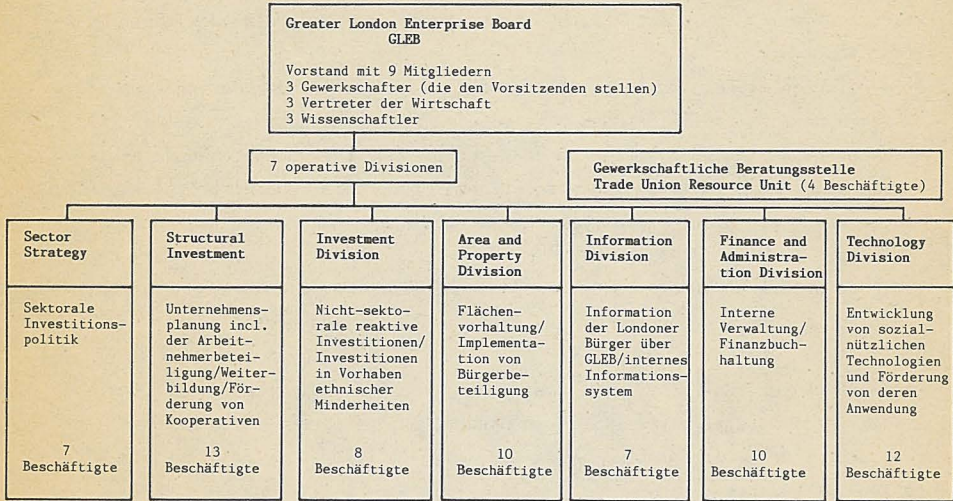 Greater London Enterprise Board
GLEB
Vorstand mit 9 Mitgliedern
3 Gewerkschafter (die den Vorsitzenden stellen)
3 Vertreter der Wirtschaft
3 Wissenschaftler
7 operative Divisionen
Gewerkschaftliche Beratungsstelle
Trade Union Resource Unit (4 Beschäftigte)
Sector
Strategy
Sektorale
Investitions-
politik
7
Beschäftigte
Structural
Investment
Unternehmens-
planung incl.
der Arbeit-
nehmerbetei-
ligung/Weiter-
bildung/För-
derung von
Kooperativen
13
Beschäftigte
Investment
Division
Nicht-sekto-
rale reaktive
Investitionen/
Investitionen
in Vorhaben
ethnischer
Minderheiten
8
Beschäftigte
Area and
Property
Division
Flächen-
vorhaltung/
Implementa-
tion von
Bürgerbe-
teiligung
10
Beschäftigte
Information
Division
Information
der Londoner
Bürger über
GLEB/internes
Informations-
system
7
Beschäftigte
Finance and
Administra-
tion Division
Interne
Verwaltung/
Finanzbuch-
haltung
10
Beschäftigte
Technology
Division
Entwicklung
von sozial-
nützlichen
Technologien
und Förderung
von deren
Anwendung
12
Beschäftigte